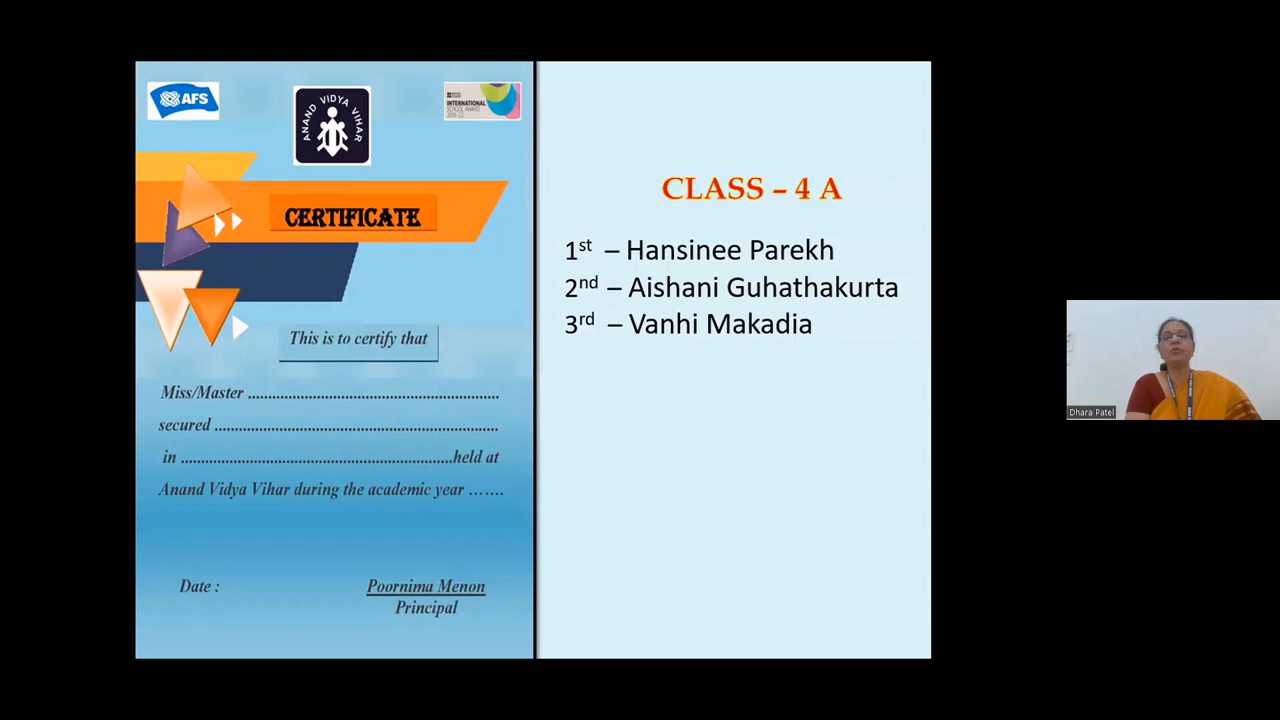 AFS
ANAND VIDYA VIHAR
INTERNATIONAL
SCHOOL AWARD
CERTIFICATE
This is to certify that
Miss/Master ..................................................
secured .........................................................
in .......................................................held at
Anand Vidya Vihar during the academic year …….
Date :
Poornima Menon
Principal
CLASS – 4 A
1st – Hansinee Parekh
2nd – Aishani Guhathakurta
3rd – Vanhi Makadia
Dhara Patel